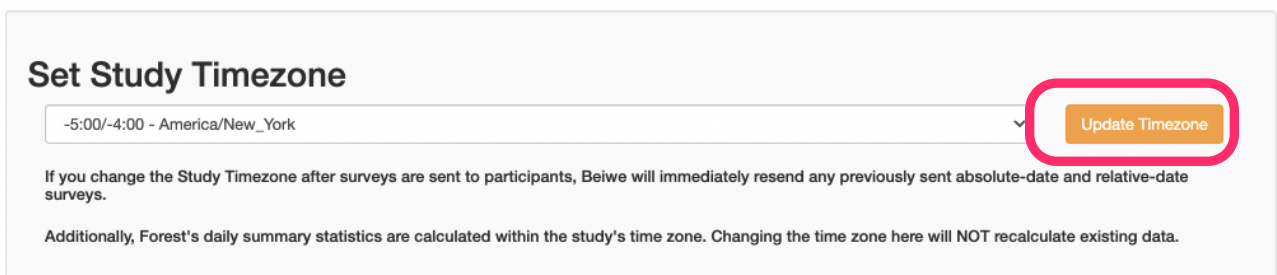 Set Study Timezone
-5:00/-4:00 - America/New_York
Update Timezone
If you change the Study Timezone after surveys are sent to participants, Beiwe will immediately resend any previously sent absolute-date and relative-date
surveys.
Additionally, Forest's daily summary statistics are calculated within the study's time zone. Changing the time zone here will NOT recalculate existing data.